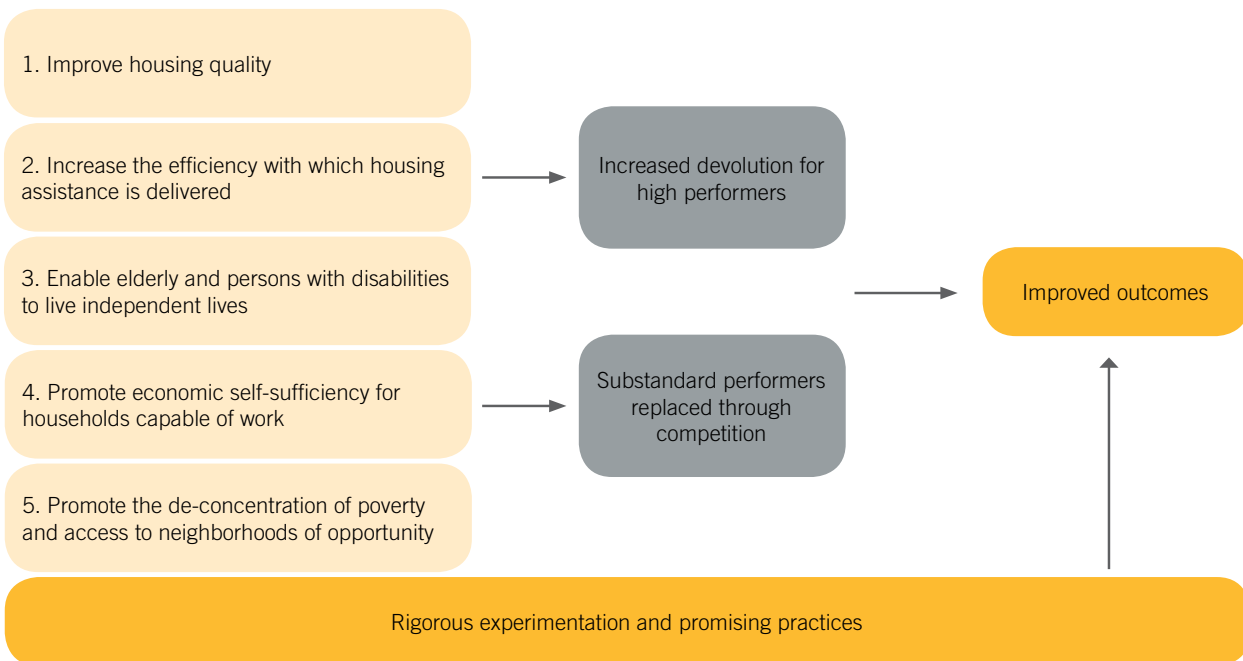 1. Improve housing quality
2. Increase the efficiency with which housing
assistance is delivered
3. Enable elderly and persons with disabilities
to live independent lives
4. Promote economic self-sufficiency for
households capable of work
5. Promote the de-concentration of poverty
and access to neighborhoods of opportunity
Increased devolution for
high performers
Substandard performers
replaced through
competition
Improved outcomes
Rigorous experimentation and promising practices